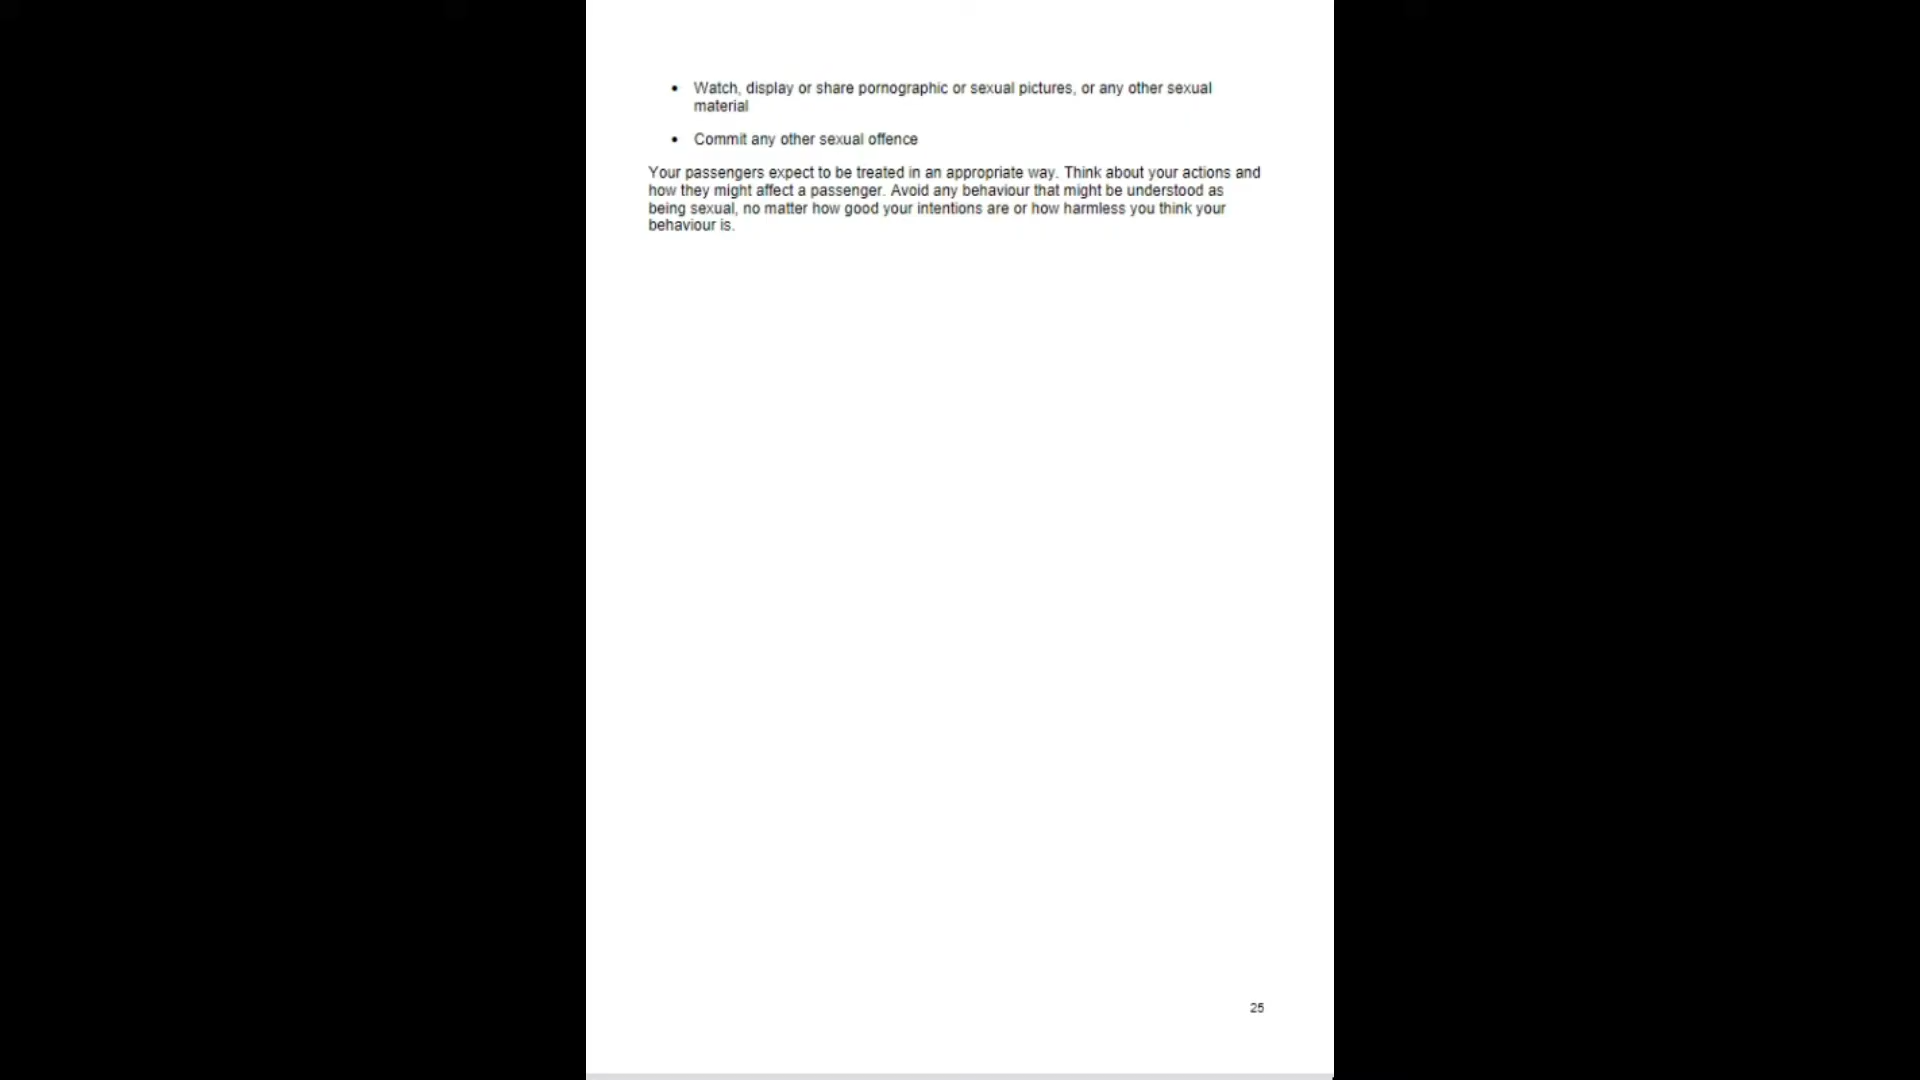 • Watch, display or share pornographic or sexual pictures, or any other sexual
material
• Commit any other sexual offence
Your passengers expect to be treated in an appropriate way. Think about your actions and
how they might affect a passenger. Avoid any behaviour that might be understood as
being sexual, no matter how good your intentions are or how harmless you think your
behaviour is.
25